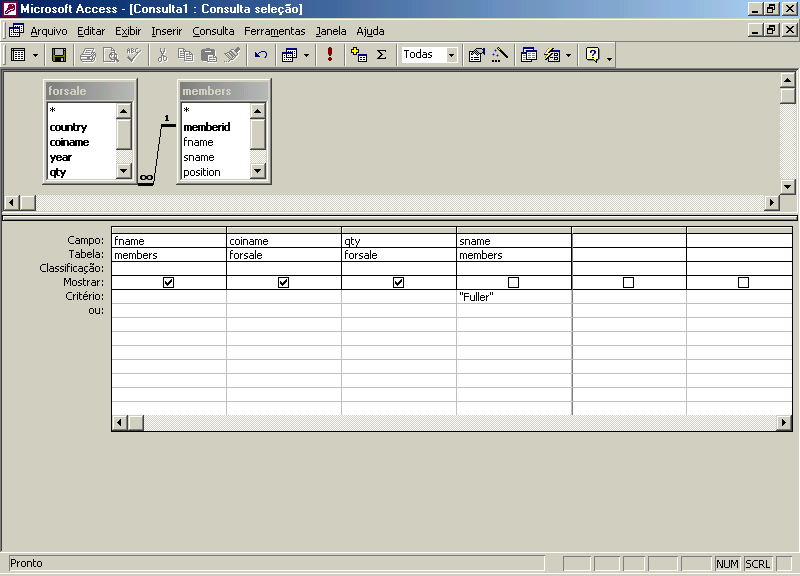 Microsoft Access - [Consulta1 : Consulta seleção]
Arquivo Editar Exibir Inserir Consulta Ferramentas Janela Ajuda
ABC Σ Todas
forsale members
* *
country memberid
coiname fname
year sname
qty position
1
∞
Campo: fname coiname qty sname
Tabela: members forsale forsale members
Classificação:
Mostrar:
Critério: "Fuller"
ou:
Pronto NUM SCRL